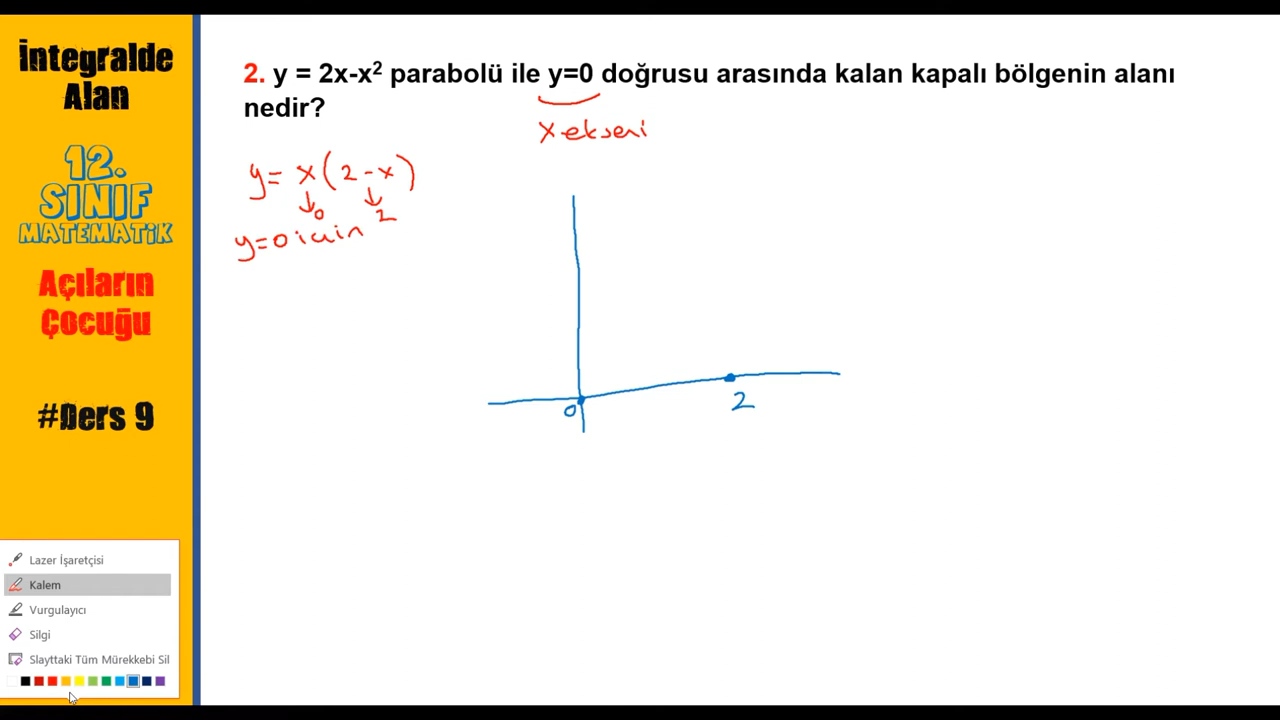 İntegralde
Alan
12.
SINIF
MATEMATİK
Açıların
Çocuğu
#Ders 9
2. y = 2x-x² parabolü ile y=0 doğrusu arasında kalan kapalı bölgenin alanı
nedir?
x ekseni
y= x(2-x)
0 2
y=0 için
0 2
Lazer İşaretçisi
Kalem
Vurgulayıcı
Silgi
Slayttaki Tüm Mürekkebi Sil